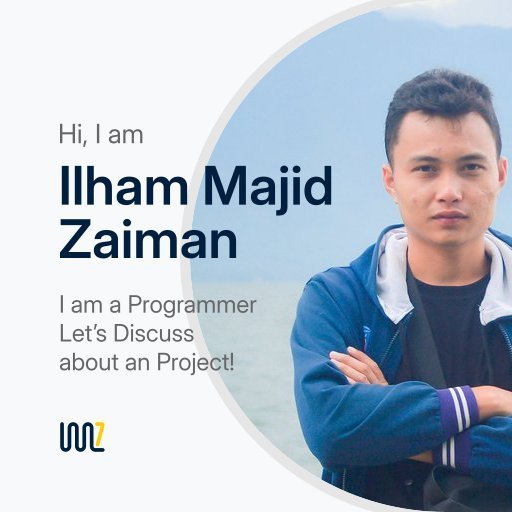 Hi, I am
Ilham Majid
Zaiman
I am a Programmer
Let’s Discuss
about an Project!